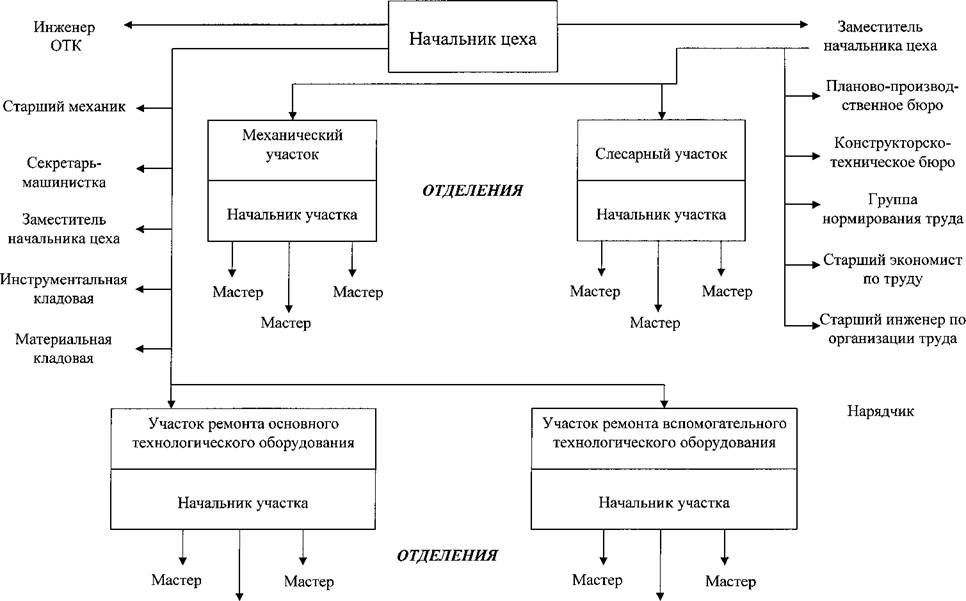 Начальник цеха
Инженер
ОТК
Заместитель
начальника цеха
Старший механик
Секретарь-
машинистка
Заместитель
начальника цеха
Инструментальная
кладовая
Материальная
кладовая
Механический
участок
Начальник участка
Мастер
Мастер
Мастер
ОТДЕЛЕНИЯ
Слесарный участок
Начальник участка
Мастер
Мастер
Мастер
Планово-производ-
ственное бюро
Конструкторско-
техническое бюро
Группа
нормирования труда
Старший экономист
по труду
Старший инженер по
организации труда
Нарядчик
Участок ремонта основного
технологического оборудования
Начальник участка
Мастер
Мастер
ОТДЕЛЕНИЯ
Участок ремонта вспомогательного
технологического оборудования
Начальник участка
Мастер
Мастер